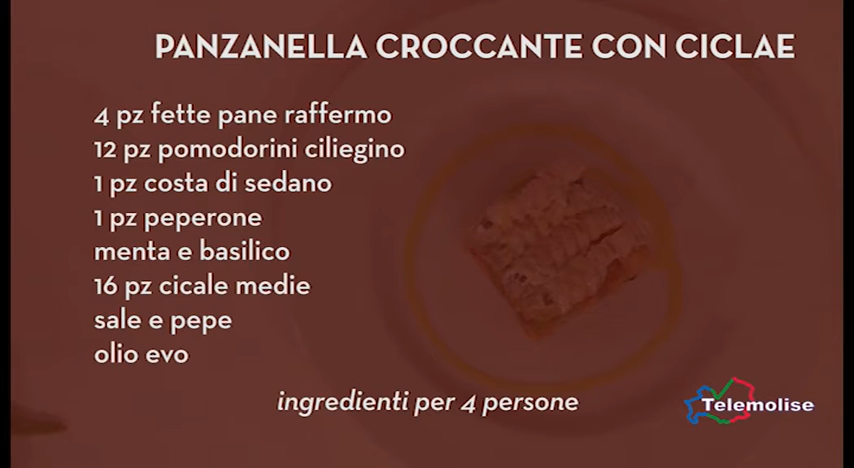 PANZANELLA CROCCANTE CON CICLAE
4 pz fette pane raffermo
12 pz pomodorini ciliegino
1 pz costa di sedano
1 pz peperone
menta e basilico
16 pz cicale medie
sale e pepe
olio evo
ingredienti per 4 persone
Telemolise